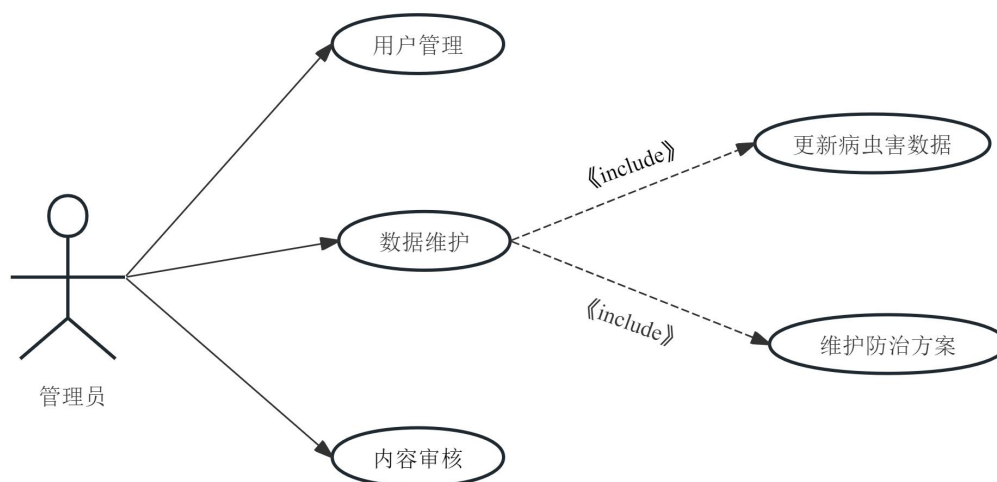 用户管理
更新病虫害数据
《include》
数据维护
《include》
维护防治方案
管理员
内容审核